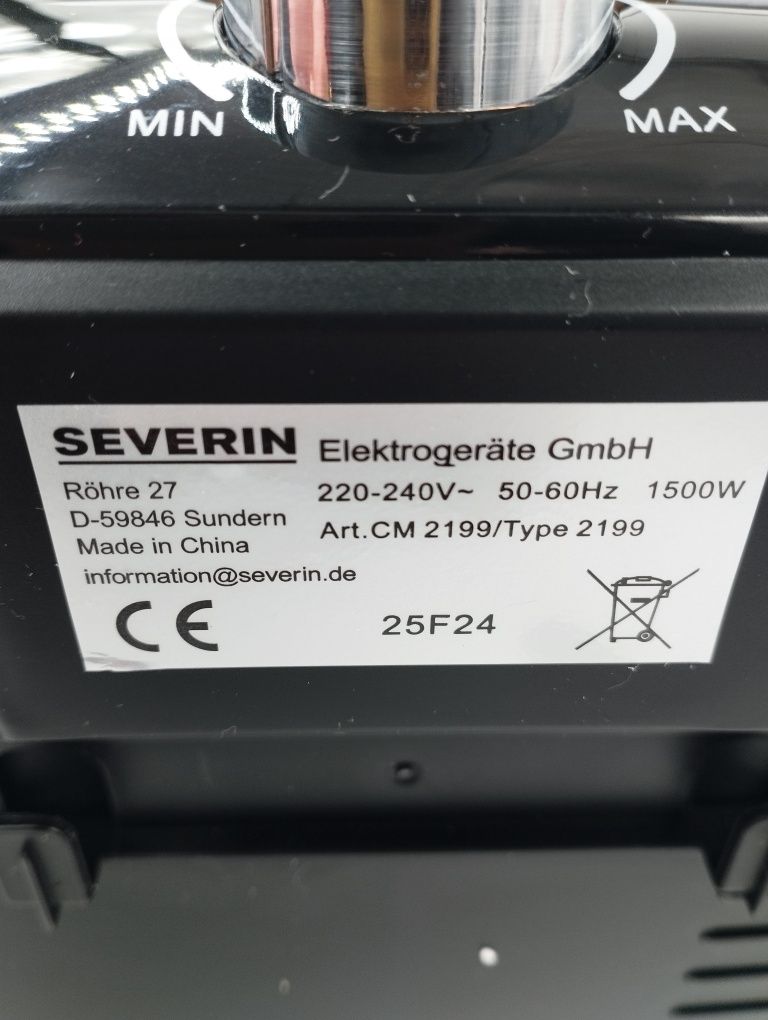 MIN MAX
SEVERIN Elektrogeräte GmbH
Röhre 27
220-240V~ 50-60Hz 1500W
D-59846 Sundern
Art.CM 2199/Type 2199
Made in China
information@severin.de
CE 25F24